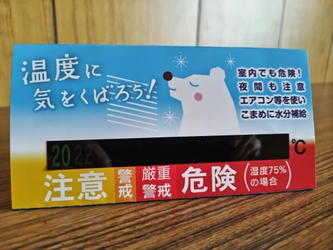 温度に
気をくばろう!
室内でも危険!
夜間も注意
エアコン等を使い
こまめに水分補給
20 22
℃
注意 警戒 厳重警戒 危険 (湿度75%の場合)